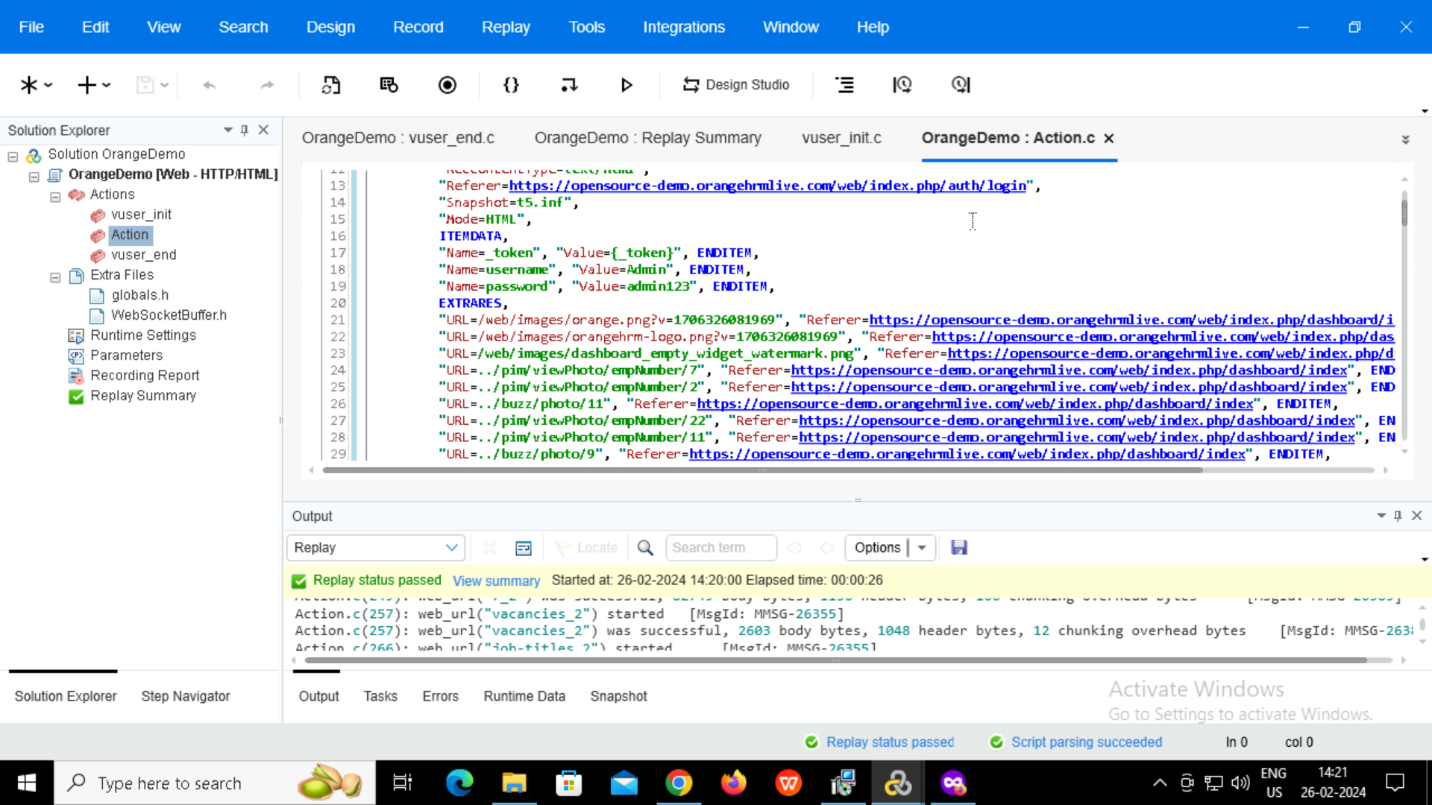 File Edit View Search Design Record Replay Tools Integrations Window Help
Design Studio
Solution Explorer
Solution OrangeDemo
OrangeDemo [Web - HTTP/HTML]
Actions
vuser_init
Action
vuser_end
Extra Files
globals.h
WebSocketBuffer.h
Runtime Settings
Parameters
Recording Report
Replay Summary
OrangeDemo : vuser_end.c OrangeDemo : Replay Summary vuser_init.c OrangeDemo : Action.c
12 "RecContentType=text/html",
13 "Referer=https://opensource-demo.orangehrmlive.com/web/index.php/auth/login",
14 "Snapshot=t5.inf",
15 "Mode=HTML",
16 ITEMDATA,
17 "Name=_token", "Value={_token}", ENDITEM,
18 "Name=username", "Value=Admin", ENDITEM,
19 "Name=password", "Value=admin123", ENDITEM,
20 EXTRARES,
21 "URL=/web/images/orange.png?v=1706326081969", "Referer=https://opensource-demo.orangehrmlive.com/web/index.php/dashboard/i
22 "URL=/web/images/orangehrm-logo.png?v=1706326081969", "Referer=https://opensource-demo.orangehrmlive.com/web/index.php/das
23 "URL=/web/images/dashboard_empty_widget_watermark.png", "Referer=https://opensource-demo.orangehrmlive.com/web/index.php/d
24 "URL=../pim/viewPhoto/empNumber/7", "Referer=https://opensource-demo.orangehrmlive.com/web/index.php/dashboard/index", END
25 "URL=../pim/viewPhoto/empNumber/2", "Referer=https://opensource-demo.orangehrmlive.com/web/index.php/dashboard/index", END
26 "URL=../buzz/photo/11", "Referer=https://opensource-demo.orangehrmlive.com/web/index.php/dashboard/index", ENDITEM,
27 "URL=../pim/viewPhoto/empNumber/22", "Referer=https://opensource-demo.orangehrmlive.com/web/index.php/dashboard/index", EN
28 "URL=../pim/viewPhoto/empNumber/11", "Referer=https://opensource-demo.orangehrmlive.com/web/index.php/dashboard/index", EN
29 "URL=../buzz/photo/9", "Referer=https://opensource-demo.orangehrmlive.com/web/index.php/dashboard/index", ENDITEM,
Output
Replay Locate Search term Options
Replay status passed View summary Started at: 26-02-2024 14:20:00 Elapsed time: 00:00:26
Action.c(257): web_url("vacancies_2") started [MsgId: MMSG-26355]
Action.c(257): web_url("vacancies_2") was successful, 2603 body bytes, 1048 header bytes, 12 chunking overhead bytes [MsgId: MMSG-2638
Action.c(266): web_url("job-titles_2") started [MsgId: MMSG-26355]
Solution Explorer Step Navigator Output Tasks Errors Runtime Data Snapshot
Activate Windows
Go to Settings to activate Windows.
Replay status passed Script parsing succeeded ln 0 col 0
Type here to search
ENG
US
14:21
26-02-2024